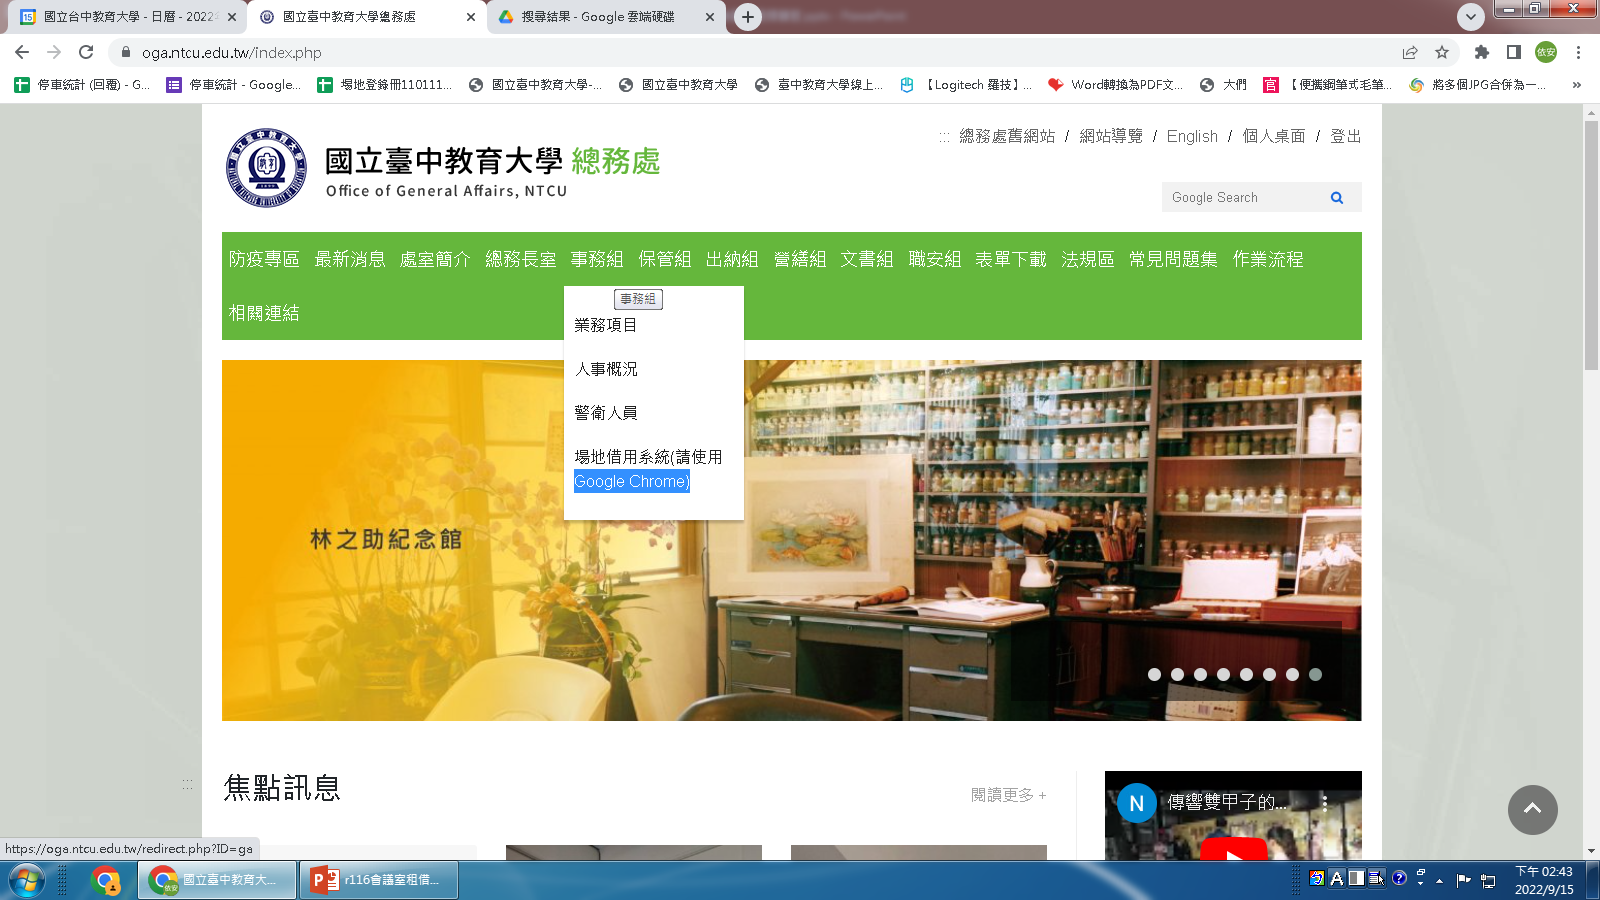 國立台中教育大學 - 日曆 - 2022
國立臺中教育大學總務處
搜尋結果 - Google 雲端硬碟
oga.ntcu.edu.tw/index.php
依安
停車統計 (回覆) - G...
停車統計 - Google...
場地登錄冊110111...
國立臺中教育大學-...
國立臺中教育大學
臺中教育大學線上...
【Logitech 羅技】...
Word轉換為PDF文...
大們
官
【便攜鋼筆式毛筆...
將多個JPG合併為一...
»
::: 總務處舊網站 / 網站導覽 / English / 個人桌面 / 登出
國立臺中教育大學 總務處
Office of General Affairs, NTCU
Google Search
防疫專區 最新消息 處室簡介 總務長室 事務組 保管組 出納組 營繕組 文書組 職安組 表單下載 法規區 常見問題集 作業流程
相關連結
事務組
業務項目
人事概況
警衛人員
場地借用系統(請使用
Google Chrome)
林之助紀念館
:::
焦點訊息
閱讀更多 +
N
傳響雙甲子的...
https://oga.ntcu.edu.tw/redirect.php?ID=ga
國立臺中教育大...
r116會議室租借...
下午 02:43
2022/9/15